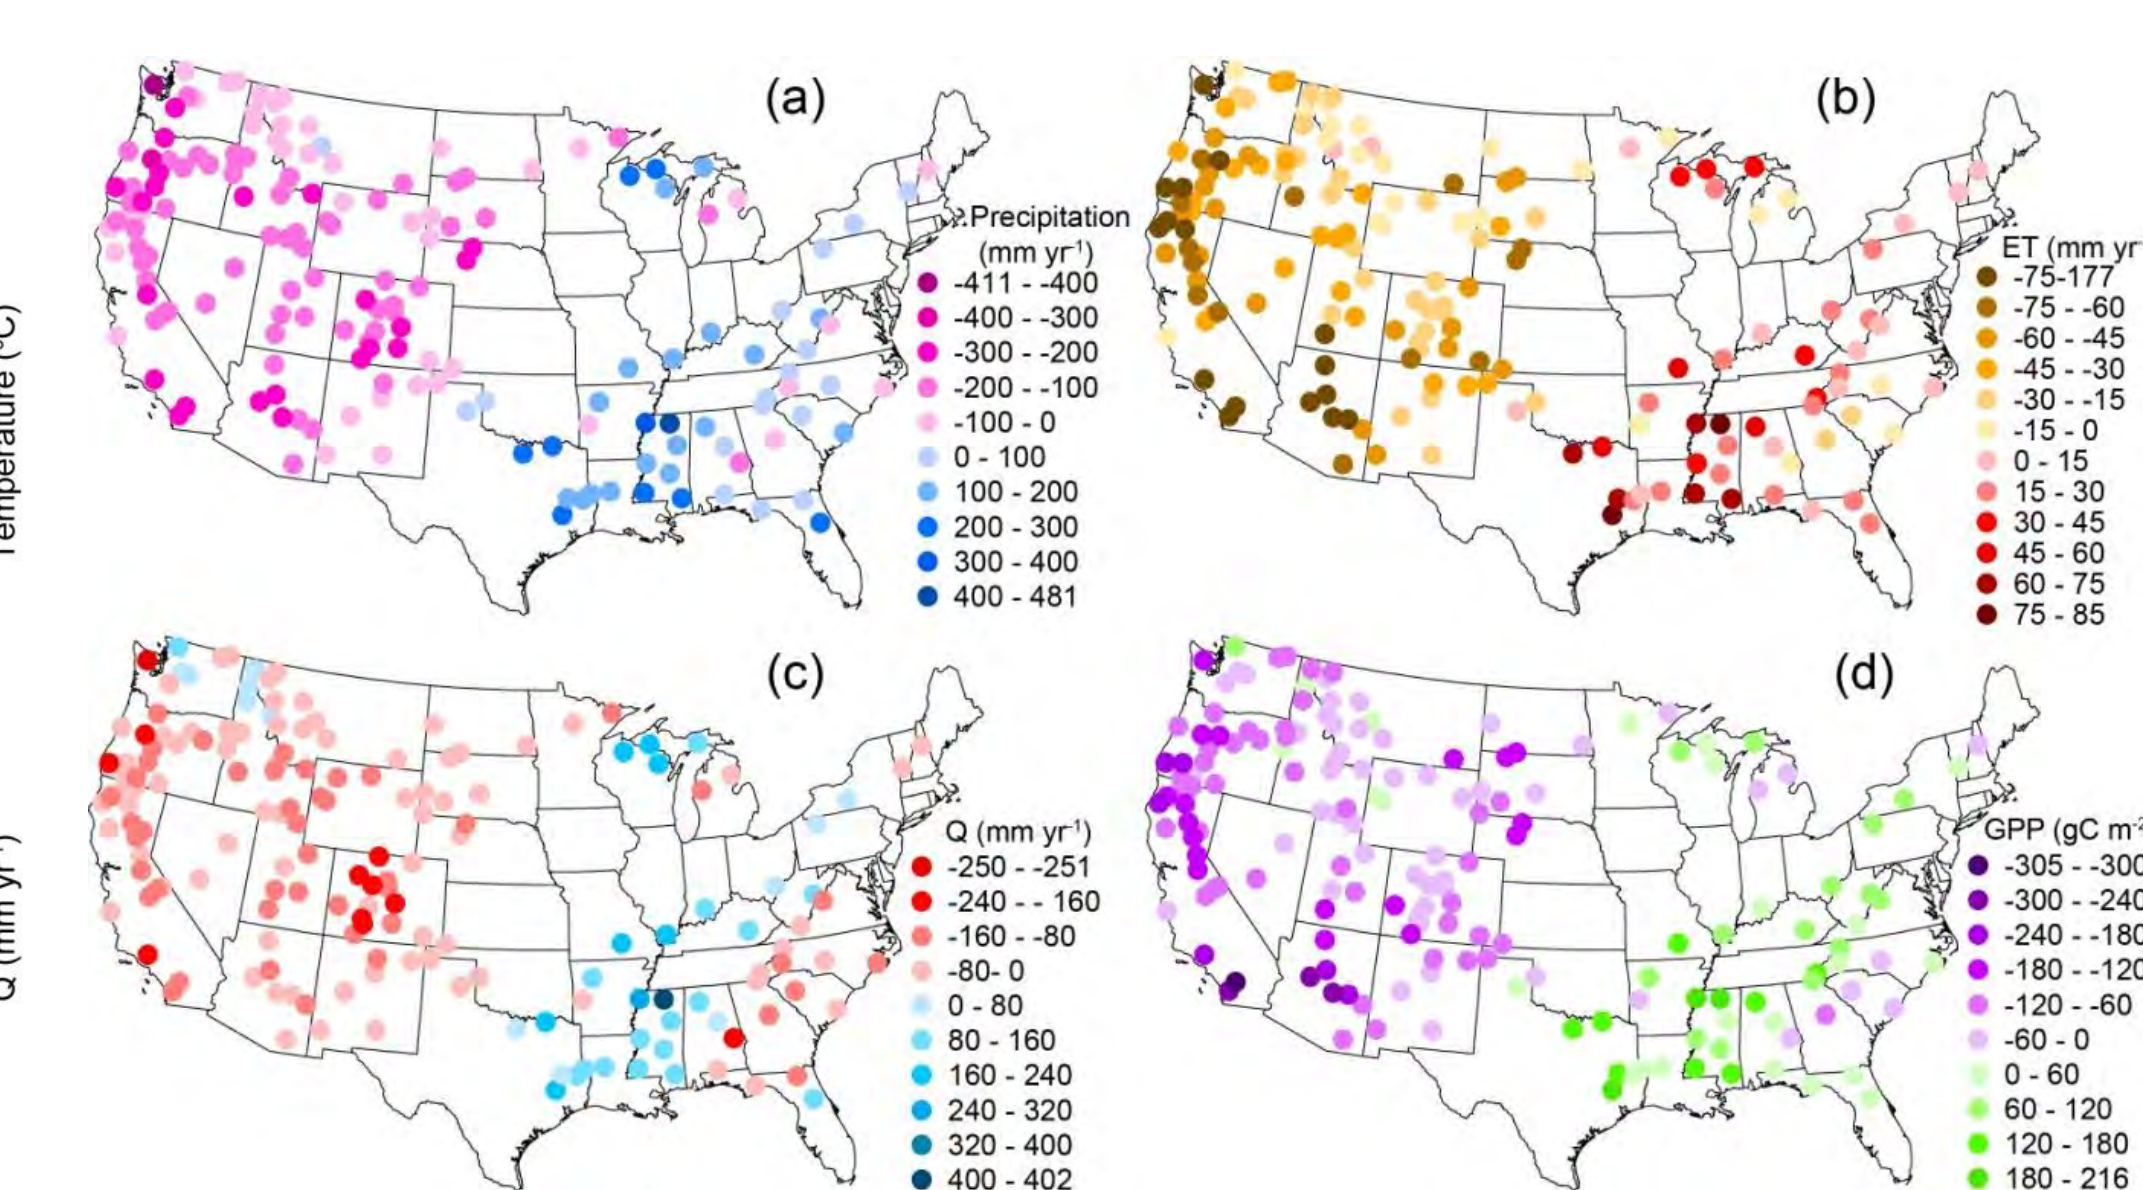 (a)
Precipitation
(mm yr-1)
-411 - -400
-400 - -300
-300 - -200
-200 - -100
-100 - 0
0 - 100
100 - 200
200 - 300
300 - 400
400 - 481
(b)
ET (mm yr-
-75-177
-75 - -60
-60 - -45
-45 - -30
-30 - -15
-15 - 0
0 - 15
15 - 30
30 - 45
45 - 60
60 - 75
75 - 85
Temperature (°C)
(c)
Q (mm yr-1)
-250 - -251
-240 - - 160
-160 - -80
-80- 0
0 - 80
80 - 160
160 - 240
240 - 320
320 - 400
400 - 402
(d)
GPP (gC m-2
-305 - -300
-300 - -240
-240 - -180
-180 - -120
-120 - -60
-60 - 0
0 - 60
60 - 120
120 - 180
180 - 216
Q (mm yr-1)